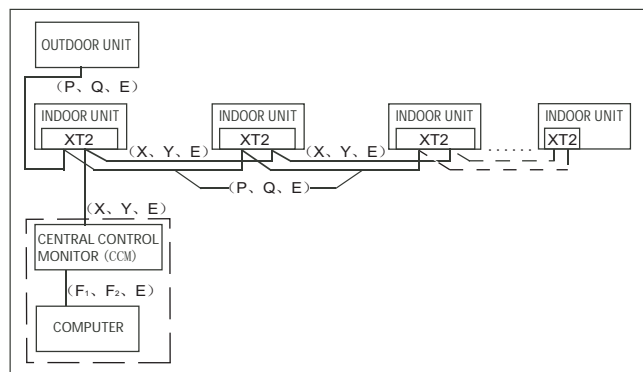 OUTDOOR UNIT
(P、Q、E)
INDOOR UNIT INDOOR UNIT INDOOR UNIT INDOOR UNIT
XT2 XT2 XT2 XT2
(X、Y、E) (X、Y、E)
(P、Q、E)
(X、Y、E)
CENTRAL CONTROL
MONITOR (CCM)
(F₁、F₂、E)
COMPUTER